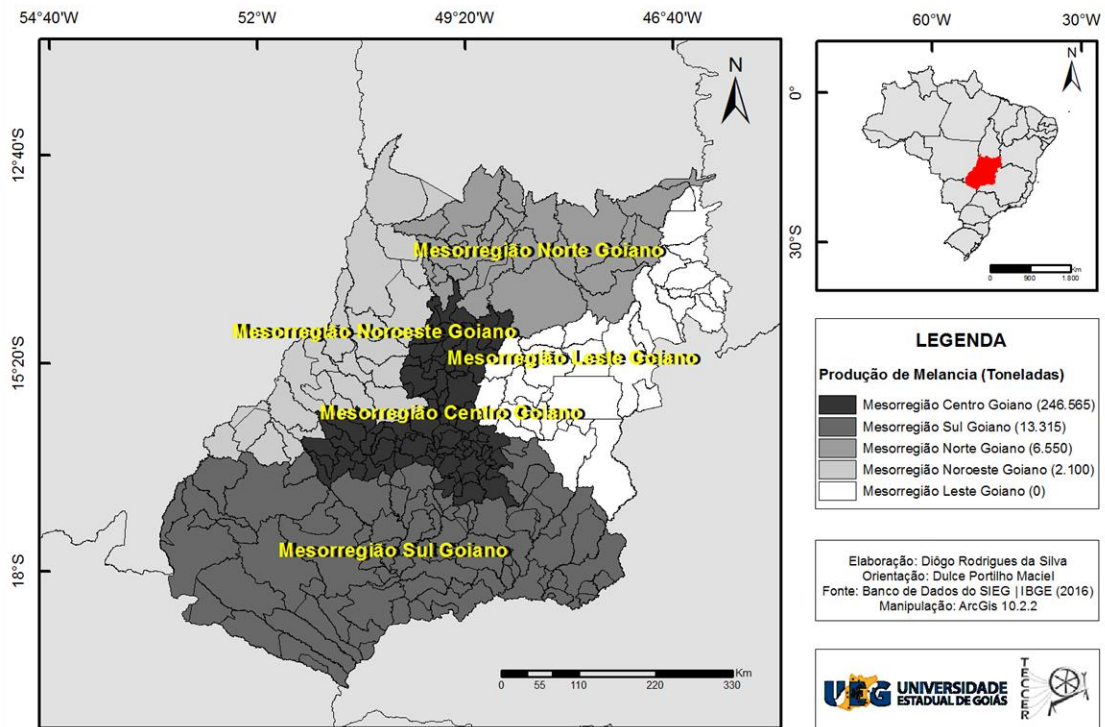 54°40'W 52°W 49°20'W 46°40'W
12°40'S
15°20'S
18°S
N
Mesorregião Norte Goiano
Mesorregião Noroeste Goiano
Mesorregião Leste Goiano
Mesorregião Centro Goiano
Mesorregião Sul Goiano
Km
0 55 110 220 330
60°W 30°W
0°
30°S
N
Km
0 900 1.800
LEGENDA
Produção de Melancia (Toneladas)
Mesorregião Centro Goiano (246.565)
Mesorregião Sul Goiano (13.315)
Mesorregião Norte Goiano (6.550)
Mesorregião Noroeste Goiano (2.100)
Mesorregião Leste Goiano (0)
Elaboração: Diôgo Rodrigues da Silva
Orientação: Dulce Portilho Maciel
Fonte: Banco de Dados do SIEG | IBGE (2016)
Manipulação: ArcGis 10.2.2
UEG UNIVERSIDADE
ESTADUAL DE GOIÁS
TECCER